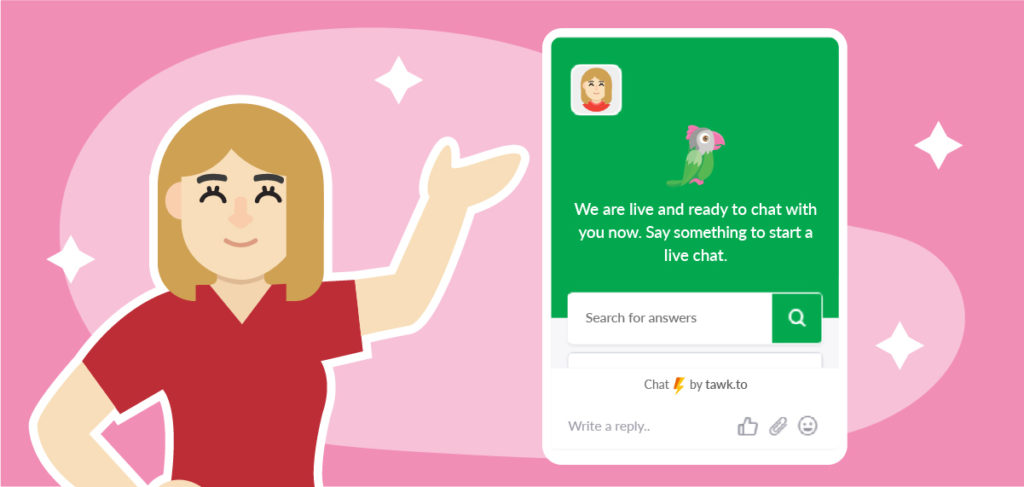 We are live and ready to chat with
you now. Say something to start a
live chat.
Search for answers
Chat by tawk.to
Write a reply..